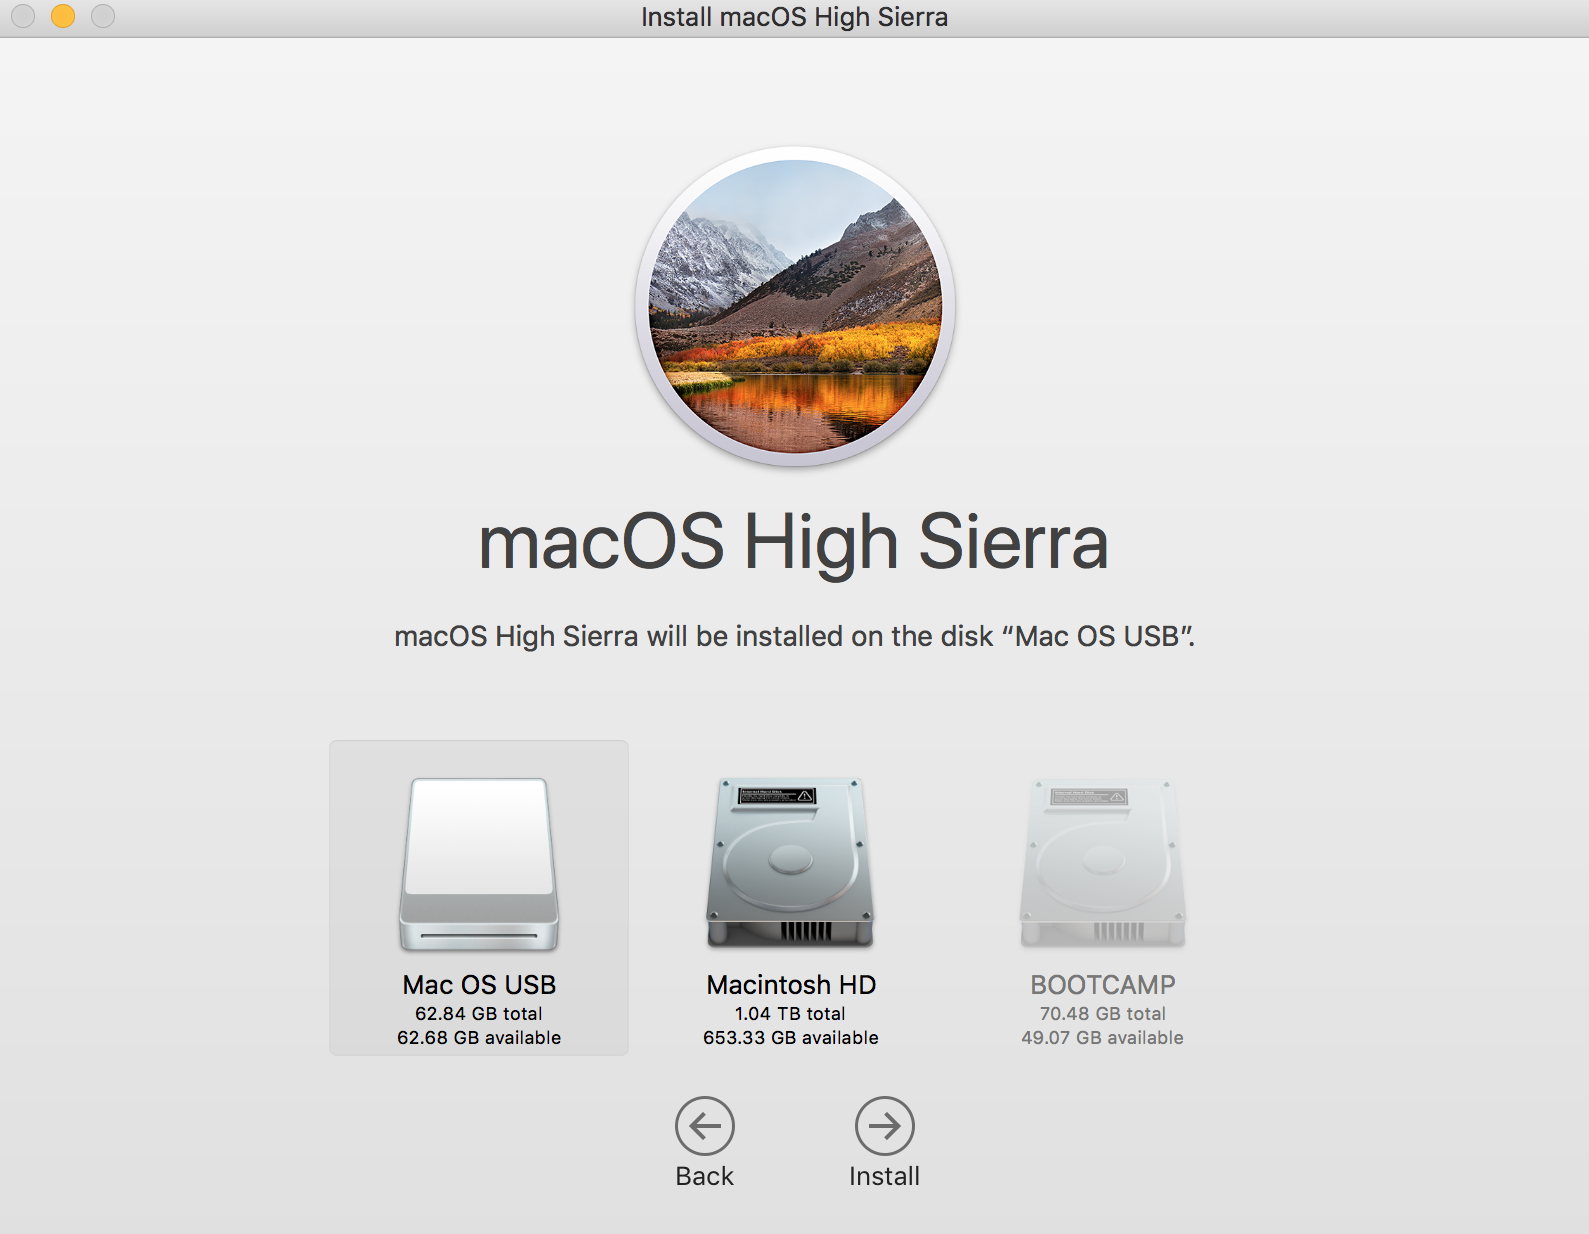 Install macOS High Sierra
macOS High Sierra
macOS High Sierra will be installed on the disk “Mac OS USB”.
Mac OS USB
62.84 GB total
62.68 GB available
Macintosh HD
1.04 TB total
653.33 GB available
BOOTCAMP
70.48 GB total
49.07 GB available
Back
Install